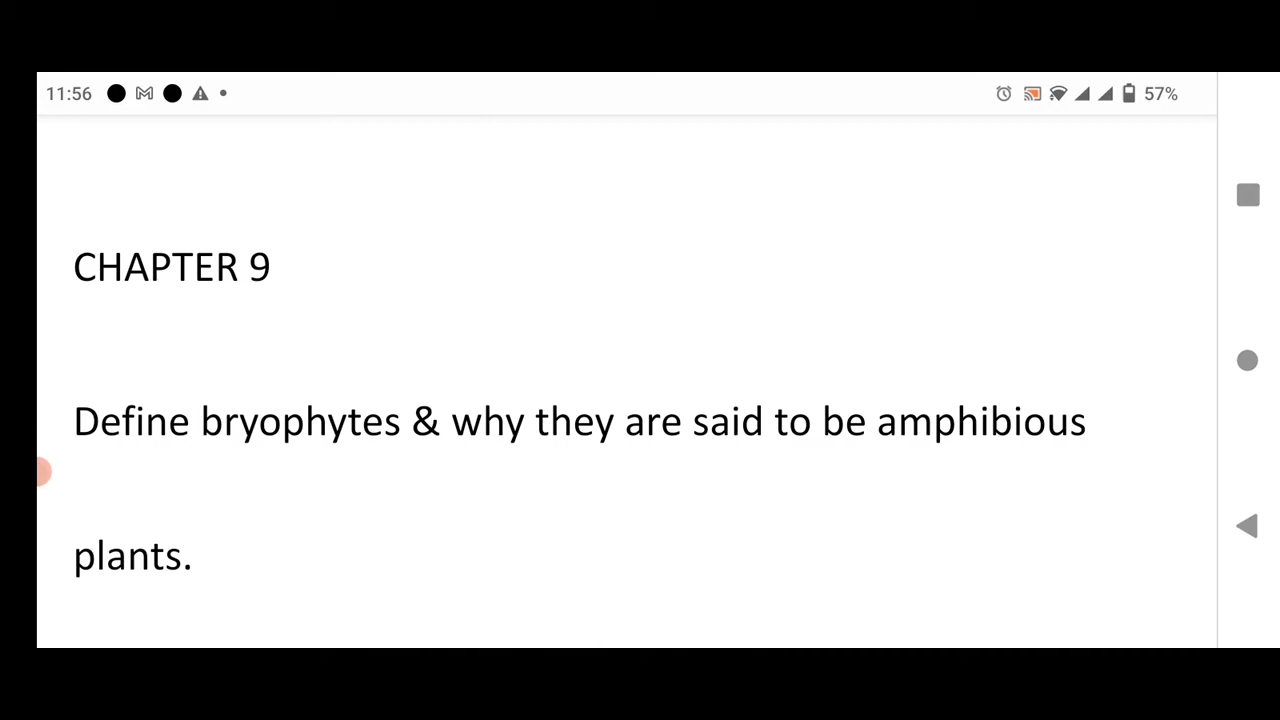 11:56 57%
CHAPTER 9
Define bryophytes & why they are said to be amphibious
plants.